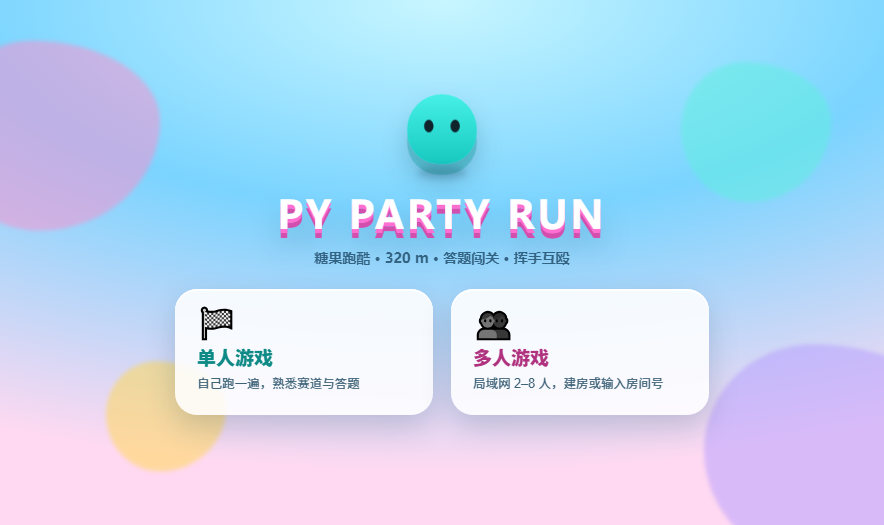 PY PARTY RUN
糖果跑酷 • 320 m • 答题闯关 • 挥手互殴
单人游戏
自己跑一遍，熟悉赛道与答题
多人游戏
局域网 2–8 人，建房或输入房间号